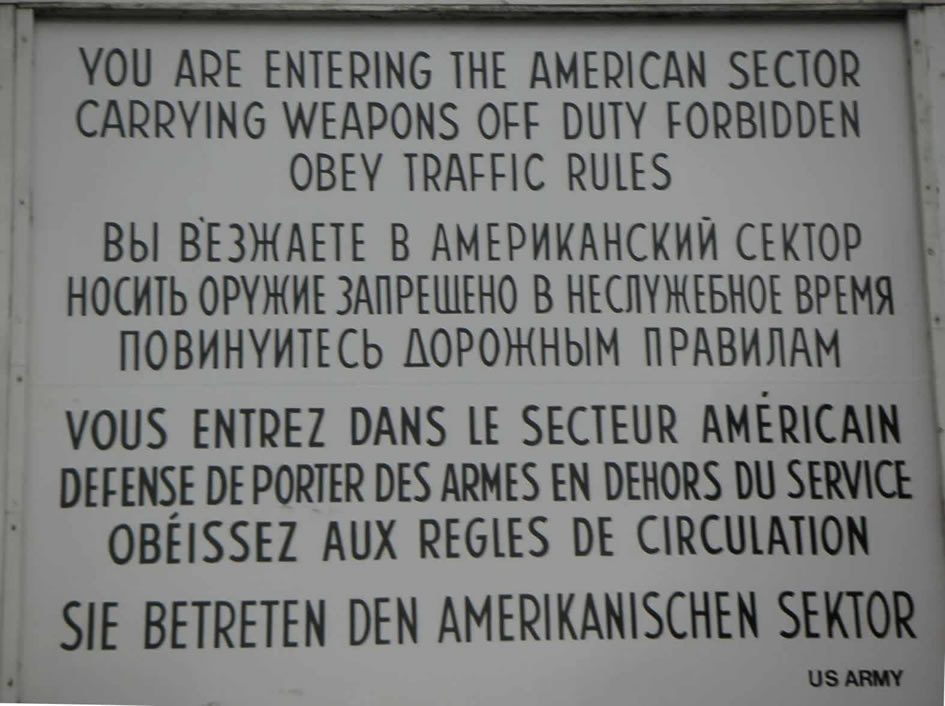 YOU ARE ENTERING THE AMERICAN SECTOR
CARRYING WEAPONS OFF DUTY FORBIDDEN
OBEY TRAFFIC RULES
ВЫ В'ЕЗЖАЕТЕ В АМЕРИКАНСКИЙ СЕКТОР
НОСИТЬ ОРУЖИЕ ЗАПРЕЩЕНО В НЕСЛУЖЕБНОЕ ВРЕМЯ
ПОВИНУИТЕСЬ ДОРОЖНЫМ ПРАВИЛАМ
VOUS ENTREZ DANS LE SECTEUR AMÉRICAIN
DEFENSE DE PORTER DES ARMES EN DEHORS DU SERVICE
OBÉISSEZ AUX REGLES DE CIRCULATION
SIE BETRETEN DEN AMERIKANISCHEN SEKTOR
US ARMY